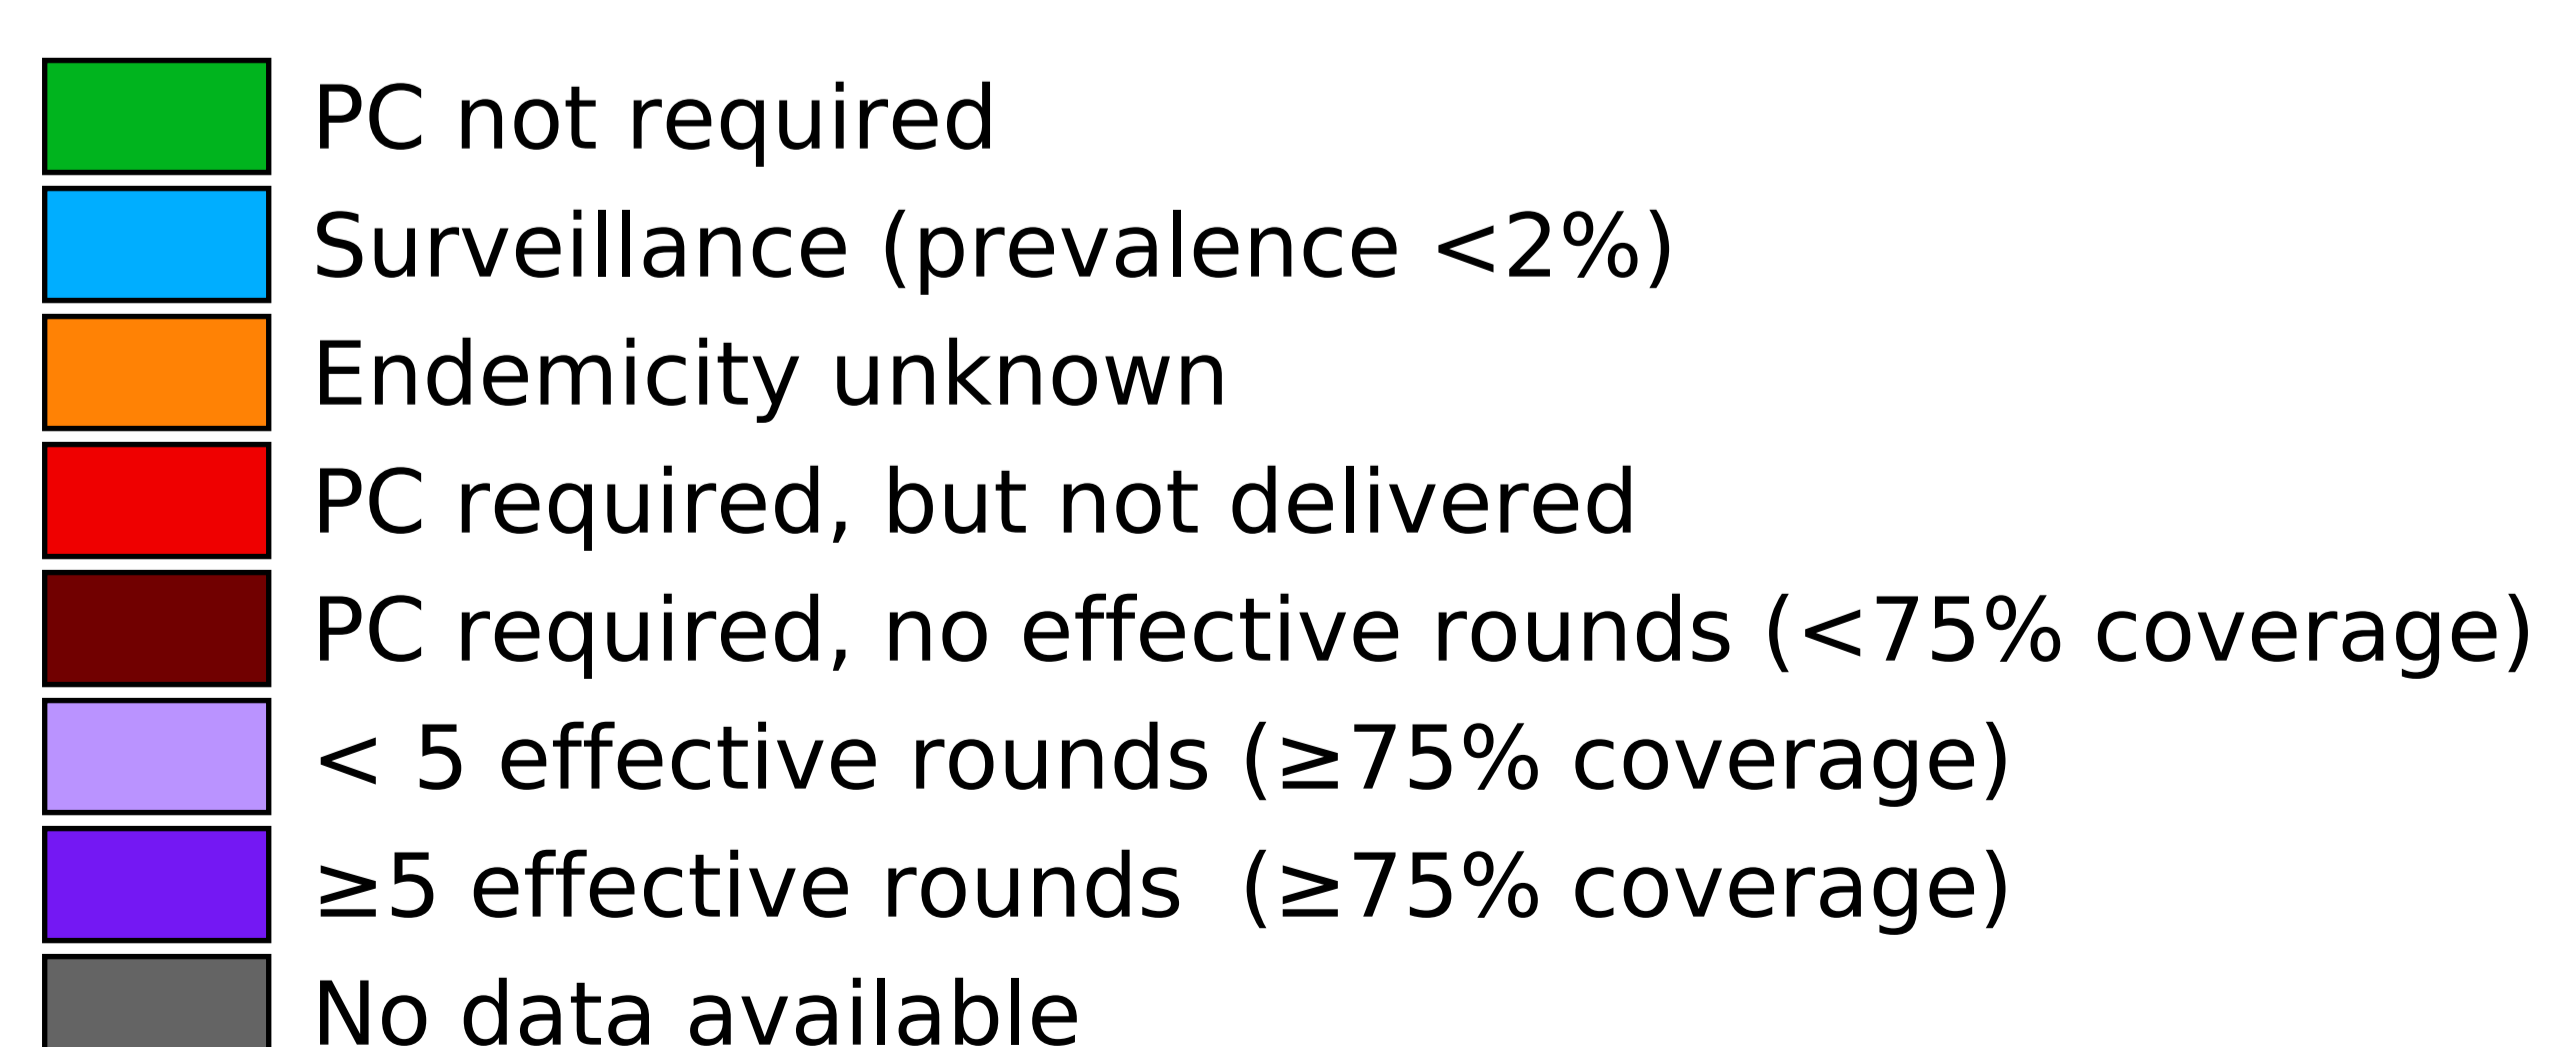 PC not required
Surveillance (prevalence <2%)
Endemicity unknown
PC required, but not delivered
PC required, no effective rounds (<75% coverage)
< 5 effective rounds (≥75% coverage)
≥5 effective rounds  (≥75% coverage)
No data available